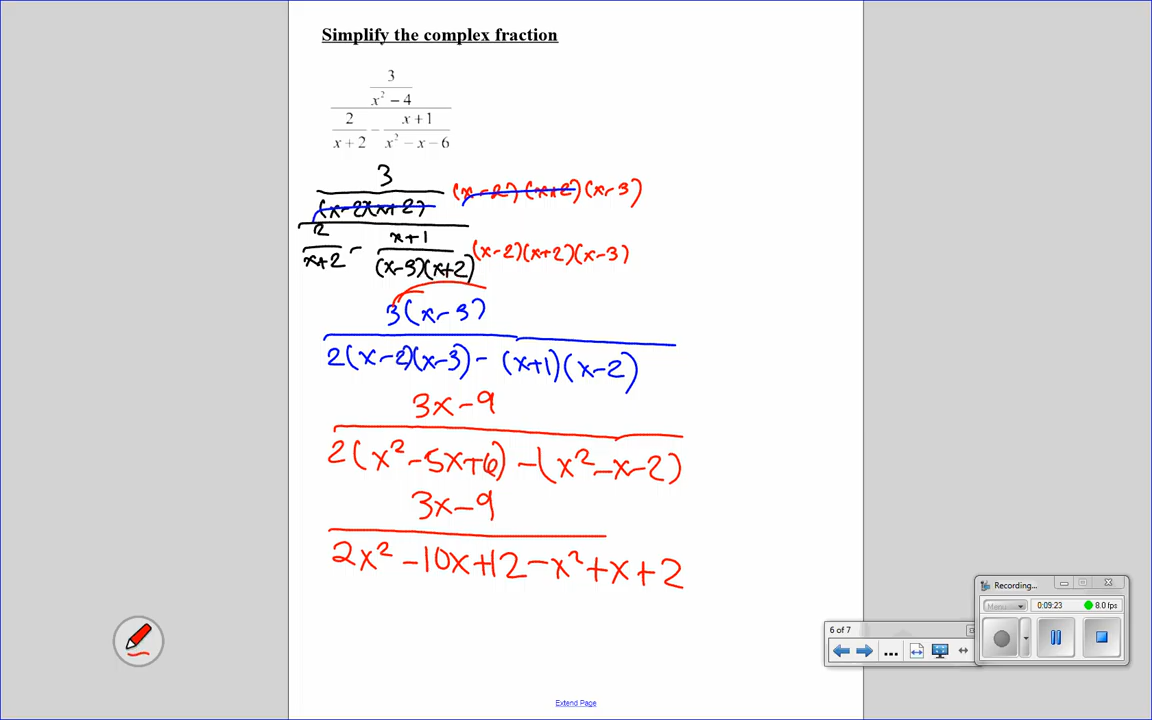 Simplify the complex fraction
3
x² − 4
2 x + 1
x + 2 − x² − x − 6
3
(x-2)(x+2) (x-2)(x+2)(x-3)
2 x+1
x+2 - (x-3)(x+2) (x-2)(x+2)(x-3)
3(x-3)
2(x-2)(x-3) - (x+1)(x-2)
3x-9
2(x²-5x+6) -(x²-x-2)
3x-9
2x²-10x+12-x²+x+2
Recording...
Menu 0:09:23 8.0 fps
6 of 7
...
Extend Page